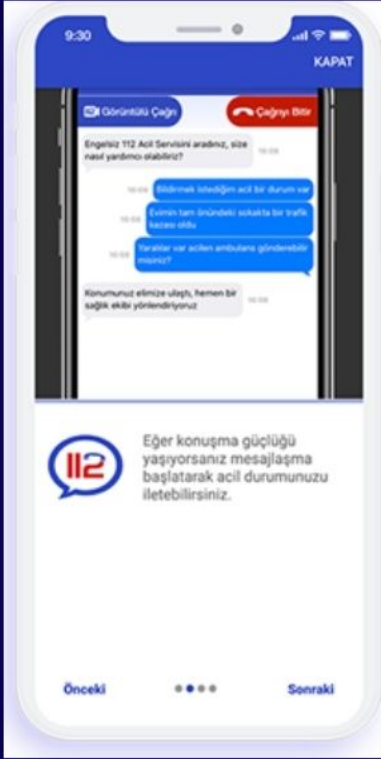 9:30
KAPAT
Görüntülü Çağrı
Çağrıyı Bitir
Engelsiz 112 Acil Servisini aradınız, size
nasıl yardımcı olabiliriz?
Bildirmek istediğim acil bir durum var
Evimin tam önündeki sokakta bir trafik
kazası oldu
Yaralılar var acilen ambulans gönderebilir
misiniz?
Konumunuz elimize ulaştı, hemen bir
sağlık ekibi yönlendiriyoruz
112
Eğer konuşma güçlüğü
yaşıyorsanız mesajlaşma
başlatarak acil durumunuzu
iletebilirsiniz.
Önceki
Sonraki